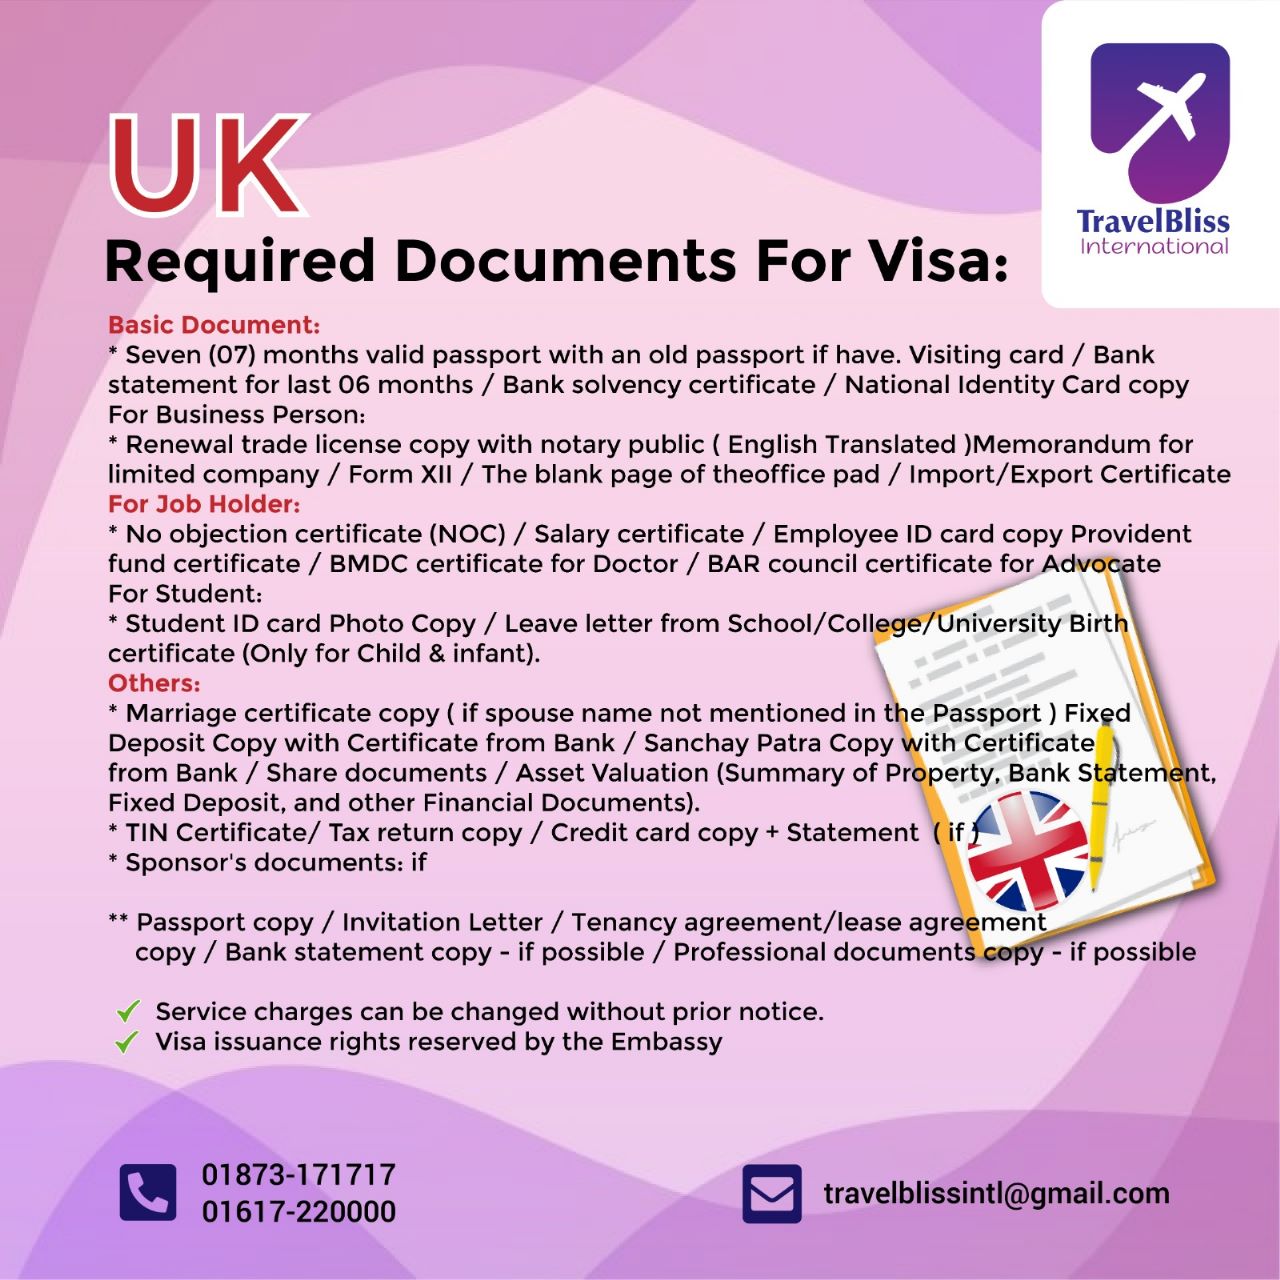 TravelBliss
International
UK
Required Documents For Visa:
Basic Document:
* Seven (07) months valid passport with an old passport if have. Visiting card / Bank
statement for last 06 months / Bank solvency certificate / National Identity Card copy
For Business Person:
* Renewal trade license copy with notary public ( English Translated )Memorandum for
limited company / Form XII / The blank page of theoffice pad / Import/Export Certificate
For Job Holder:
* No objection certificate (NOC) / Salary certificate / Employee ID card copy Provident
fund certificate / BMDC certificate for Doctor / BAR council certificate for Advocate
For Student:
* Student ID card Photo Copy / Leave letter from School/College/University Birth
certificate (Only for Child & infant).
Others:
* Marriage certificate copy ( if spouse name not mentioned in the Passport ) Fixed
Deposit Copy with Certificate from Bank / Sanchay Patra Copy with Certificate
from Bank / Share documents / Asset Valuation (Summary of Property, Bank Statement,
Fixed Deposit, and other Financial Documents).
* TIN Certificate/ Tax return copy / Credit card copy + Statement ( if )
* Sponsor's documents: if
** Passport copy / Invitation Letter / Tenancy agreement/lease agreement
copy / Bank statement copy - if possible / Professional documents copy - if possible
Service charges can be changed without prior notice.
Visa issuance rights reserved by the Embassy
01873-171717
01617-220000
travelblissintl@gmail.com